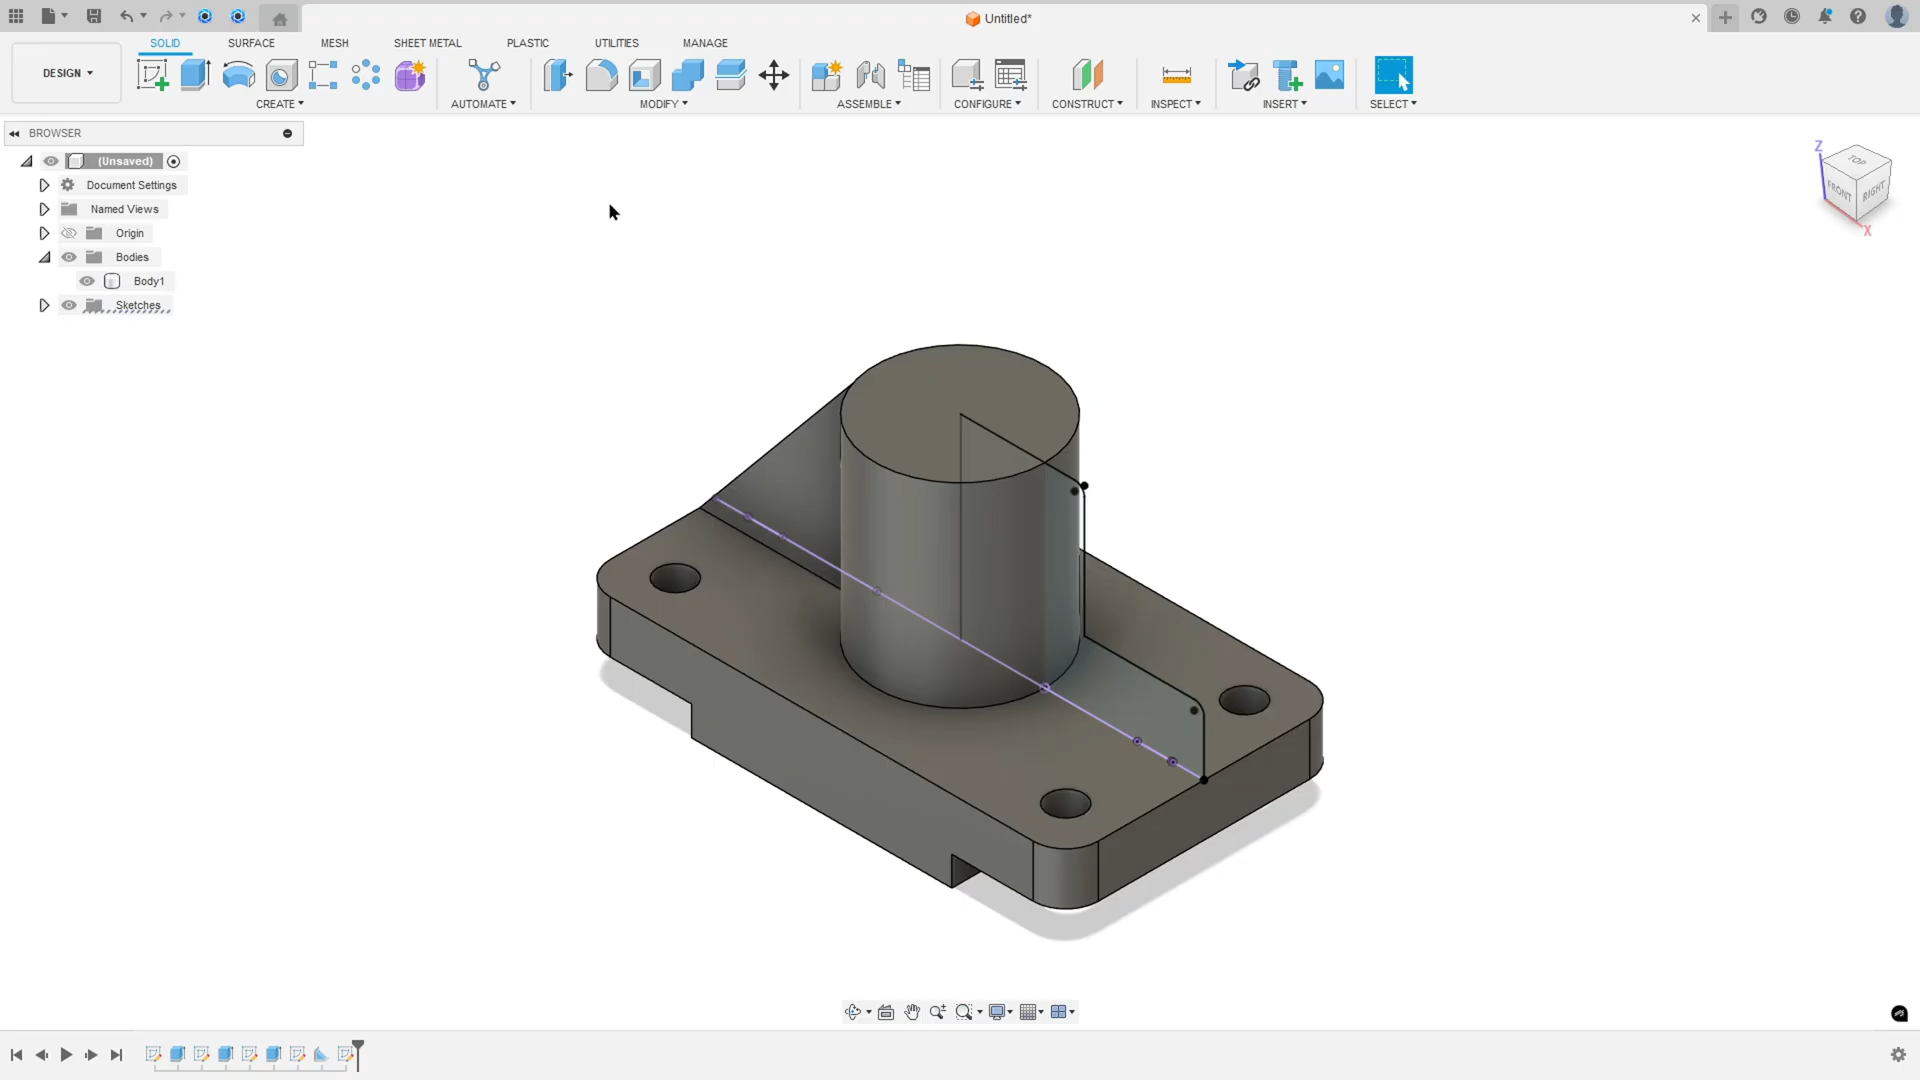 Untitled*
DESIGN
SOLID
SURFACE
MESH
SHEET METAL
PLASTIC
UTILITIES
MANAGE
CREATE
AUTOMATE
MODIFY
ASSEMBLE
CONFIGURE
CONSTRUCT
INSPECT
INSERT
SELECT
BROWSER
(Unsaved)
Document Settings
Named Views
Origin
Bodies
Body1
Sketches
Z
TOP
FRONT
RIGHT
X